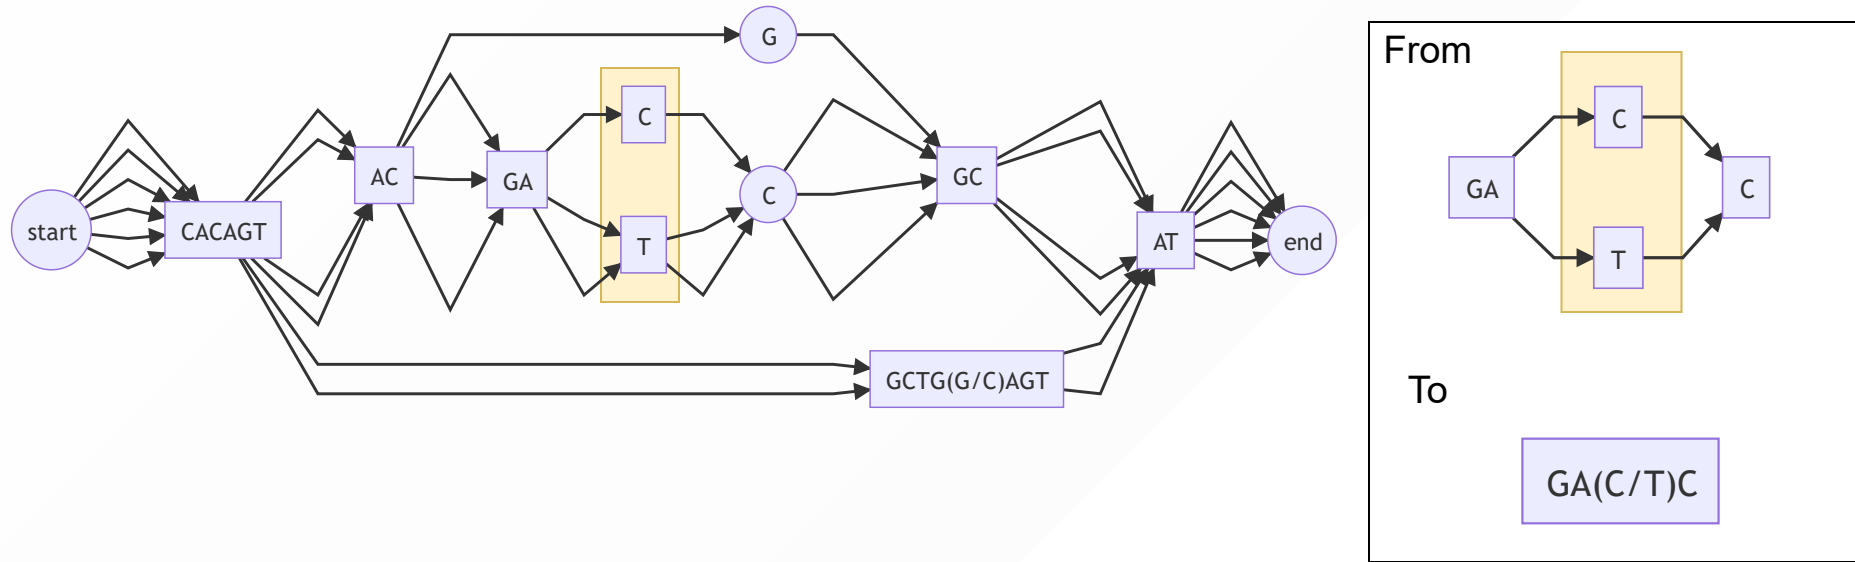 start
CACAGT
AC
G
GA
C
T
C
GC
GCTG(G/C)AGT
AT
end
From
GA
C
T
C
To
GA(C/T)C